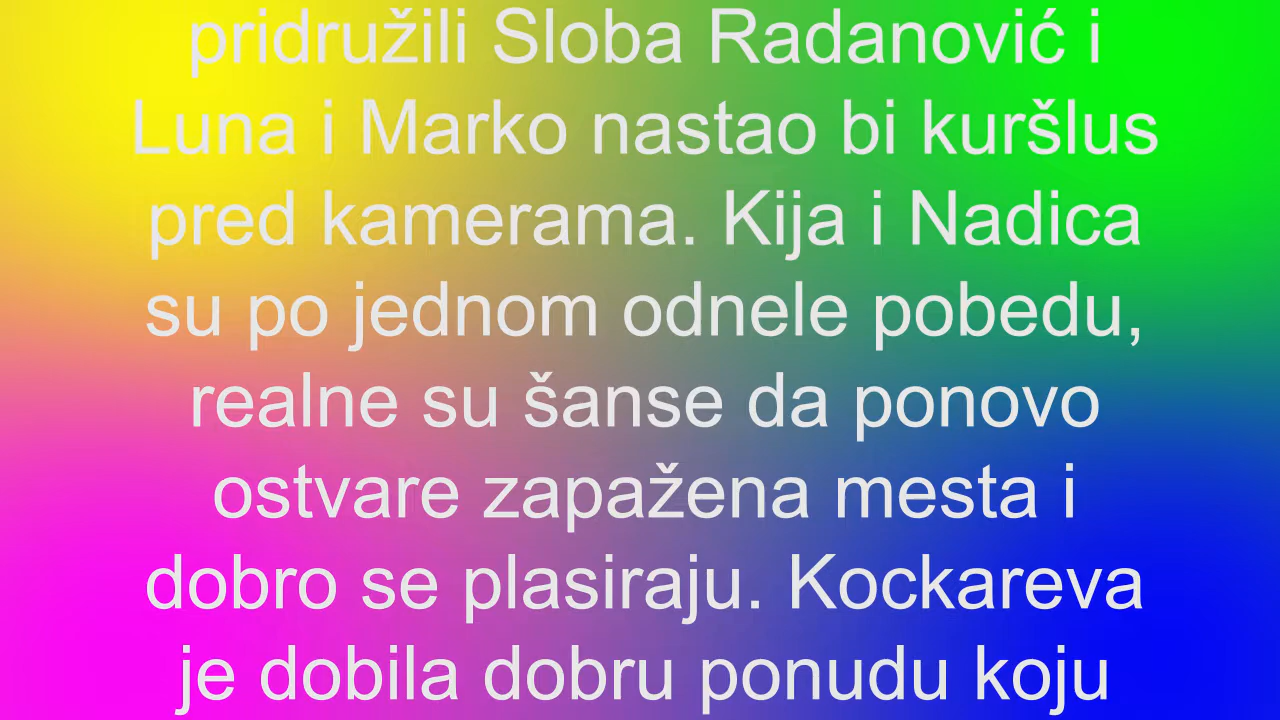 pridružili Sloba Radanović i
Luna i Marko nastao bi kuršlus
pred kamerama. Kija i Nadica
su po jednom odnele pobedu,
realne su šanse da ponovo
ostvare zapažena mesta i
dobro se plasiraju. Kockareva
je dobila dobru ponudu koju